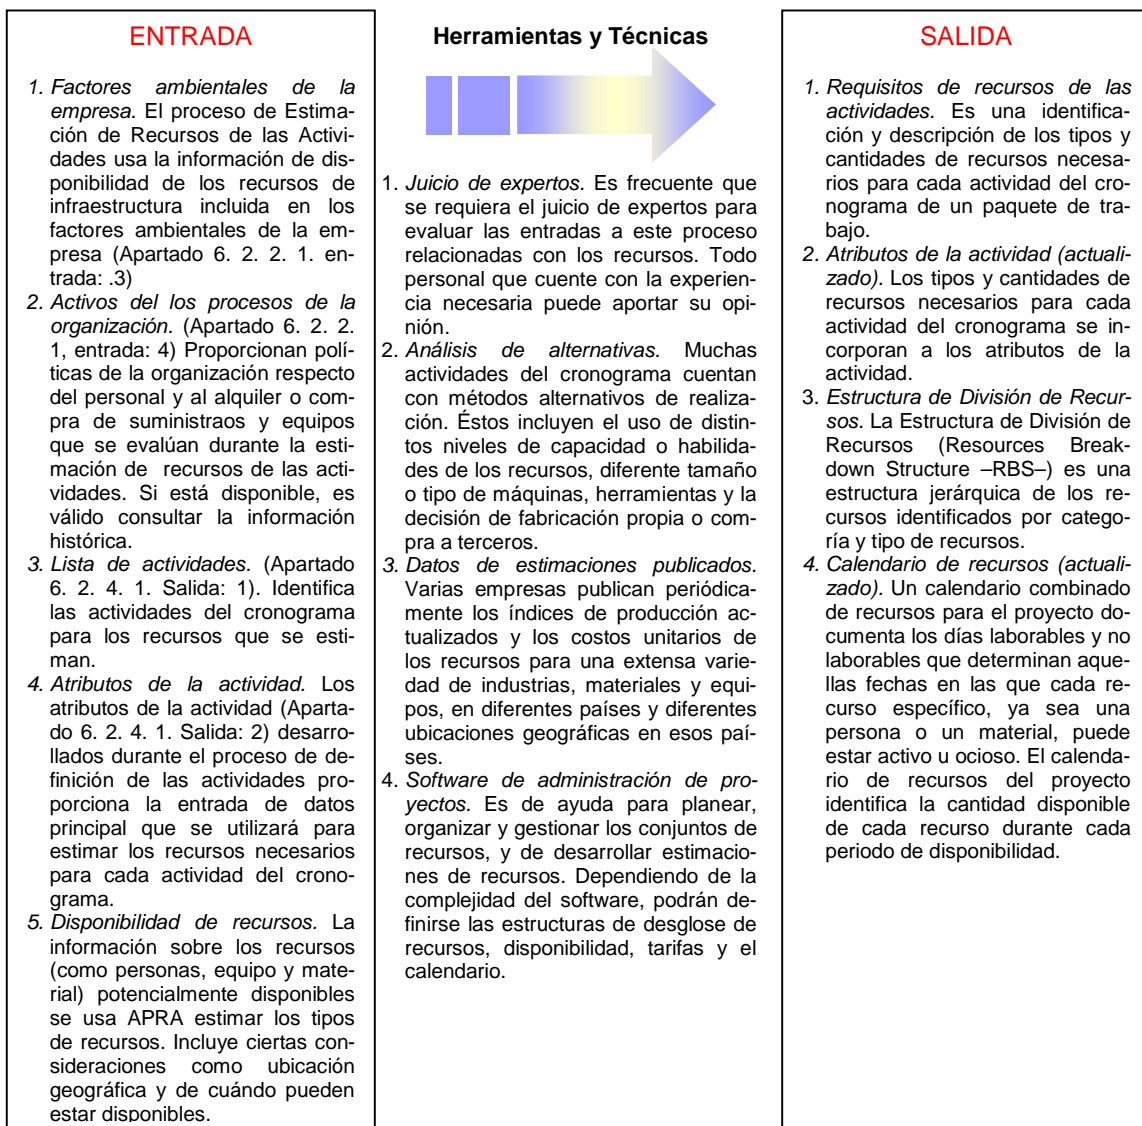 ENTRADA
1. Factores ambientales de la
empresa. El proceso de Estima-
ción de Recursos de las Activi-
dades usa la información de dis-
ponibilidad de los recursos de
infraestructura incluida en los
factores ambientales de la em-
presa (Apartado 6. 2. 2. 1. en-
trada: .3)
2. Activos del los procesos de la
organización. (Apartado 6. 2. 2.
1, entrada: 4) Proporcionan polí-
ticas de la organización respecto
del personal y al alquiler o com-
pra de suministraos y equipos
que se evalúan durante la esti-
mación de recursos de las acti-
vidades. Si está disponible, es
válido consultar la información
histórica.
3. Lista de actividades. (Apartado
6. 2. 4. 1. Salida: 1). Identifica
las actividades del cronograma
para los recursos que se esti-
man.
4. Atributos de la actividad. Los
atributos de la actividad (Aparta-
do 6. 2. 4. 1. Salida: 2) desarro-
llados durante el proceso de de-
finición de las actividades pro-
porciona la entrada de datos
principal que se utilizará para
estimar los recursos necesarios
para cada actividad del crono-
grama.
5. Disponibilidad de recursos. La
información sobre los recursos
(como personas, equipo y mate-
rial) potencialmente disponibles
se usa APRA estimar los tipos
de recursos. Incluye ciertas con-
sideraciones como ubicación
geográfica y de cuándo pueden
estar disponibles.
Herramientas y Técnicas
1. Juicio de expertos. Es frecuente que
se requiera el juicio de expertos para
evaluar las entradas a este proceso
relacionadas con los recursos. Todo
personal que cuente con la experien-
cia necesaria puede aportar su opi-
nión.
2. Análisis de alternativas. Muchas
actividades del cronograma cuentan
con métodos alternativos de realiza-
ción. Éstos incluyen el uso de distin-
tos niveles de capacidad o habilida-
des de los recursos, diferente tamaño
o tipo de máquinas, herramientas y la
decisión de fabricación propia o com-
pra a terceros.
3. Datos de estimaciones publicados.
Varias empresas publican periódica-
mente los índices de producción ac-
tualizados y los costos unitarios de
los recursos para una extensa varie-
dad de industrias, materiales y equi-
pos, en diferentes países y diferentes
ubicaciones geográficas en esos paí-
ses.
4. Software de administración de pro-
yectos. Es de ayuda para planear,
organizar y gestionar los conjuntos de
recursos, y de desarrollar estimacio-
nes de recursos. Dependiendo de la
complejidad del software, podrán de-
finirse las estructuras de desglose de
recursos, disponibilidad, tarifas y el
calendario.
SALIDA
1. Requisitos de recursos de las
actividades. Es una identifica-
ción y descripción de los tipos y
cantidades de recursos necesa-
rios para cada actividad del cro-
nograma de un paquete de tra-
bajo.
2. Atributos de la actividad (actuali-
zado). Los tipos y cantidades de
recursos necesarios para cada
actividad del cronograma se in-
corporan a los atributos de la
actividad.
3. Estructura de División de Recur-
sos. La Estructura de División de
Recursos (Resources Break-
down Structure –RBS–) es una
estructura jerárquica de los re-
cursos identificados por catego-
ría y tipo de recursos.
4. Calendario de recursos (actuali-
zado). Un calendario combinado
de recursos para el proyecto do-
cumenta los días laborables y no
laborables que determinan aque-
llas fechas en las que cada re-
curso específico, ya sea una
persona o un material, puede
estar activo u ocioso. El calenda-
rio de recursos del proyecto
identifica la cantidad disponible
de cada recurso durante cada
periodo de disponibilidad.